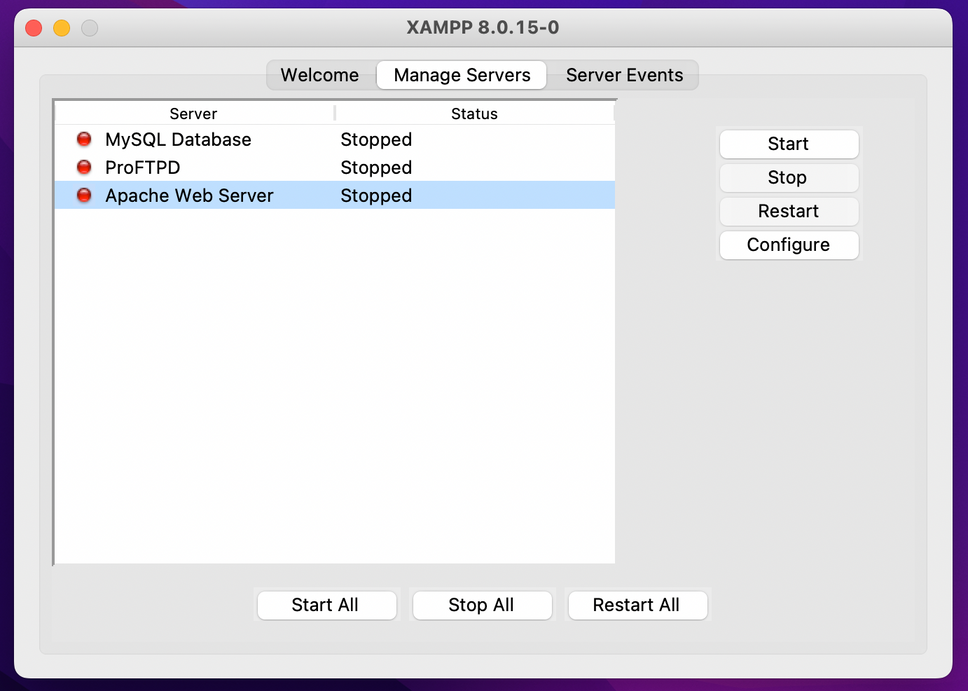 XAMPP 8.0.15-0
Welcome Manage Servers Server Events
Server Status
MySQL Database Stopped
ProFTPD Stopped
Apache Web Server Stopped
Start
Stop
Restart
Configure
Start All Stop All Restart All